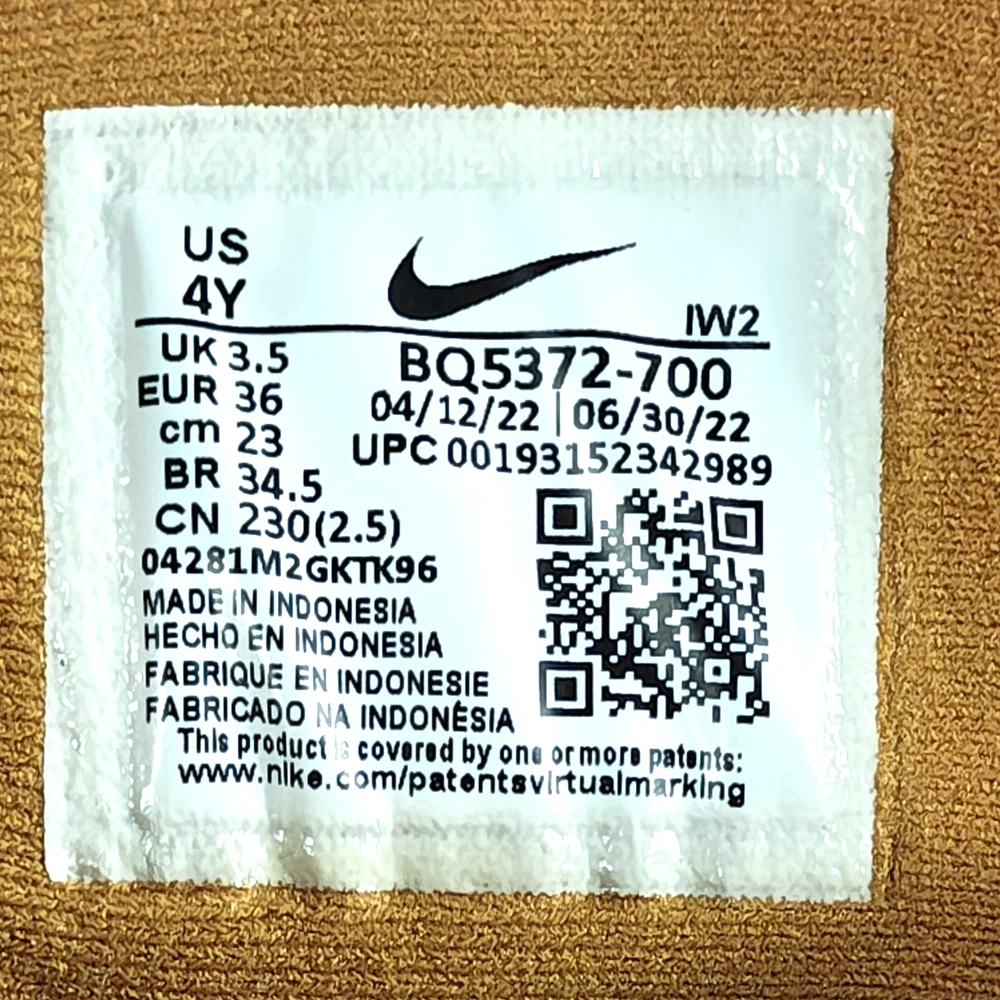 US
4Y
IW2
UK 3.5
EUR 36
cm 23
BR 34.5
CN 230(2.5)
BQ5372-700
04/12/22 | 06/30/22
UPC 00193152342989
04281M2GKTK96
MADE IN INDONESIA
HECHO EN INDONESIA
FABRIQUE EN INDONESIE
FABRICADO NA INDONÉSIA
This product is covered by one or more patents:
www.nike.com/patentsvirtualmarking